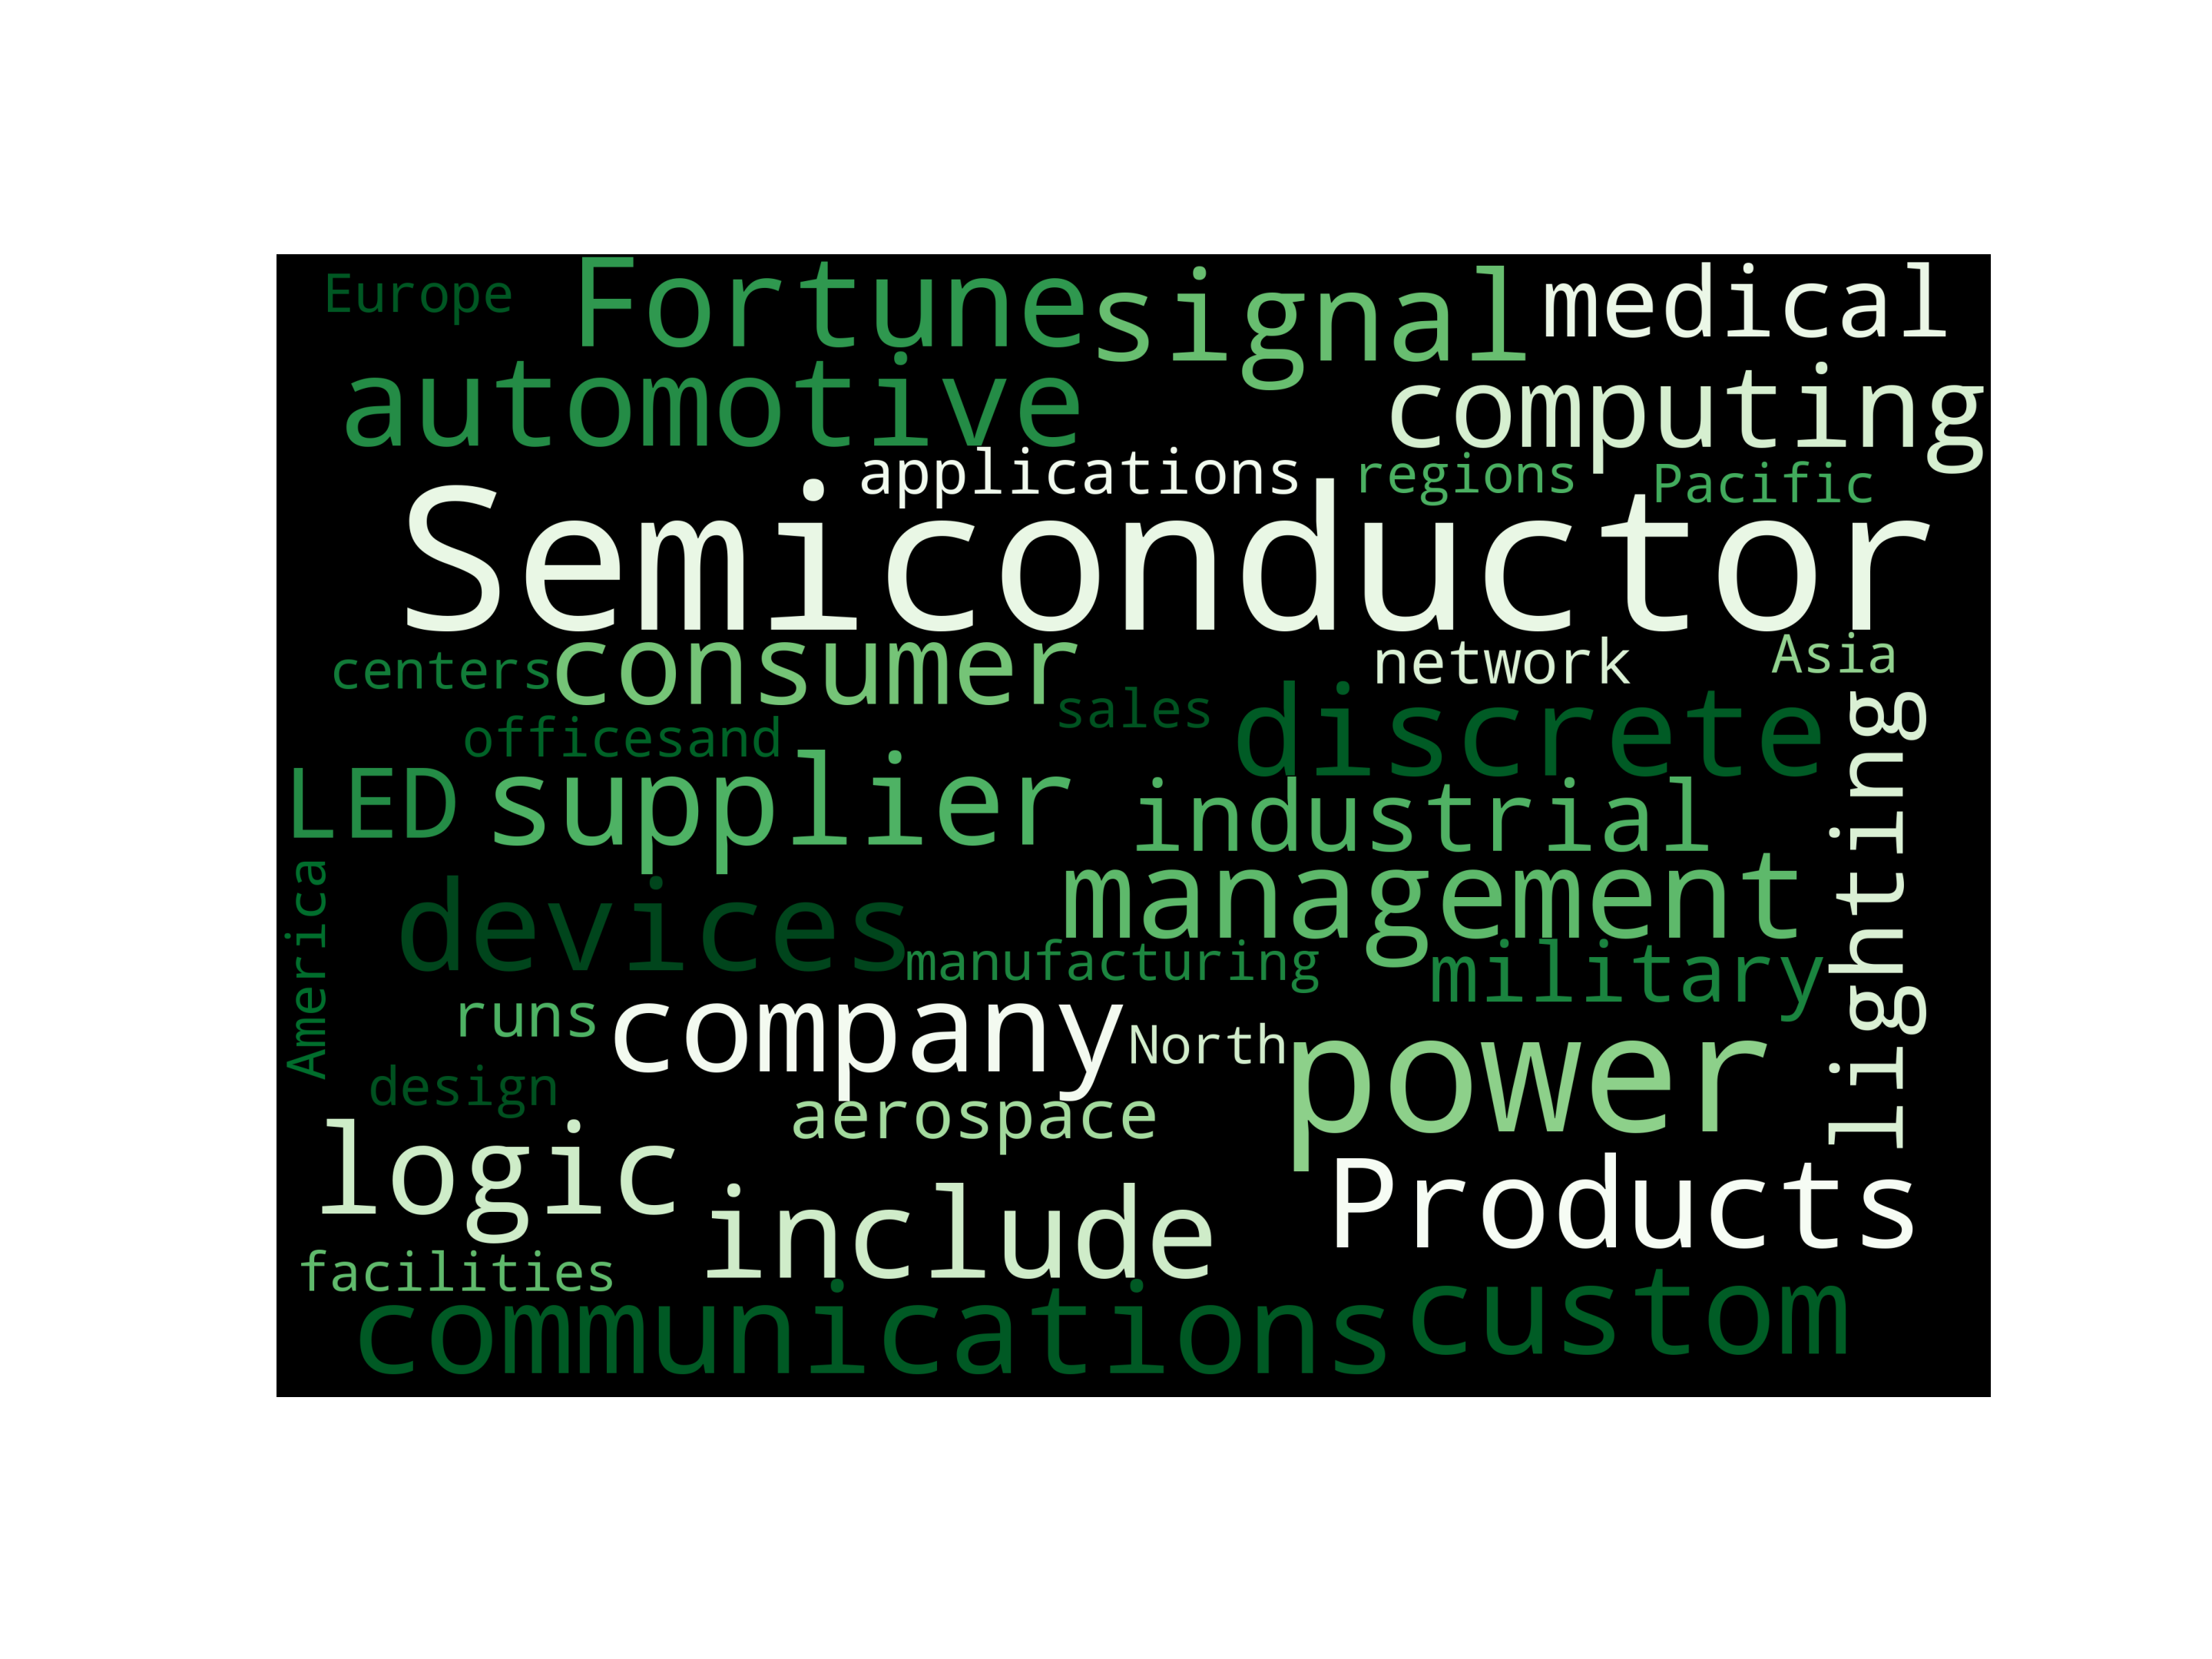 Europe
Fortune
signal
medical
automotive
computing
applications
regions
Pacific
Semiconductor
centers
consumer
network
Asia
sales
officesand
discrete
lighting
LED
supplier
industrial
America
devices
management
manufacturing
military
runs
company
North
power
design
aerospace
logic
include
Products
facilities
communications
custom